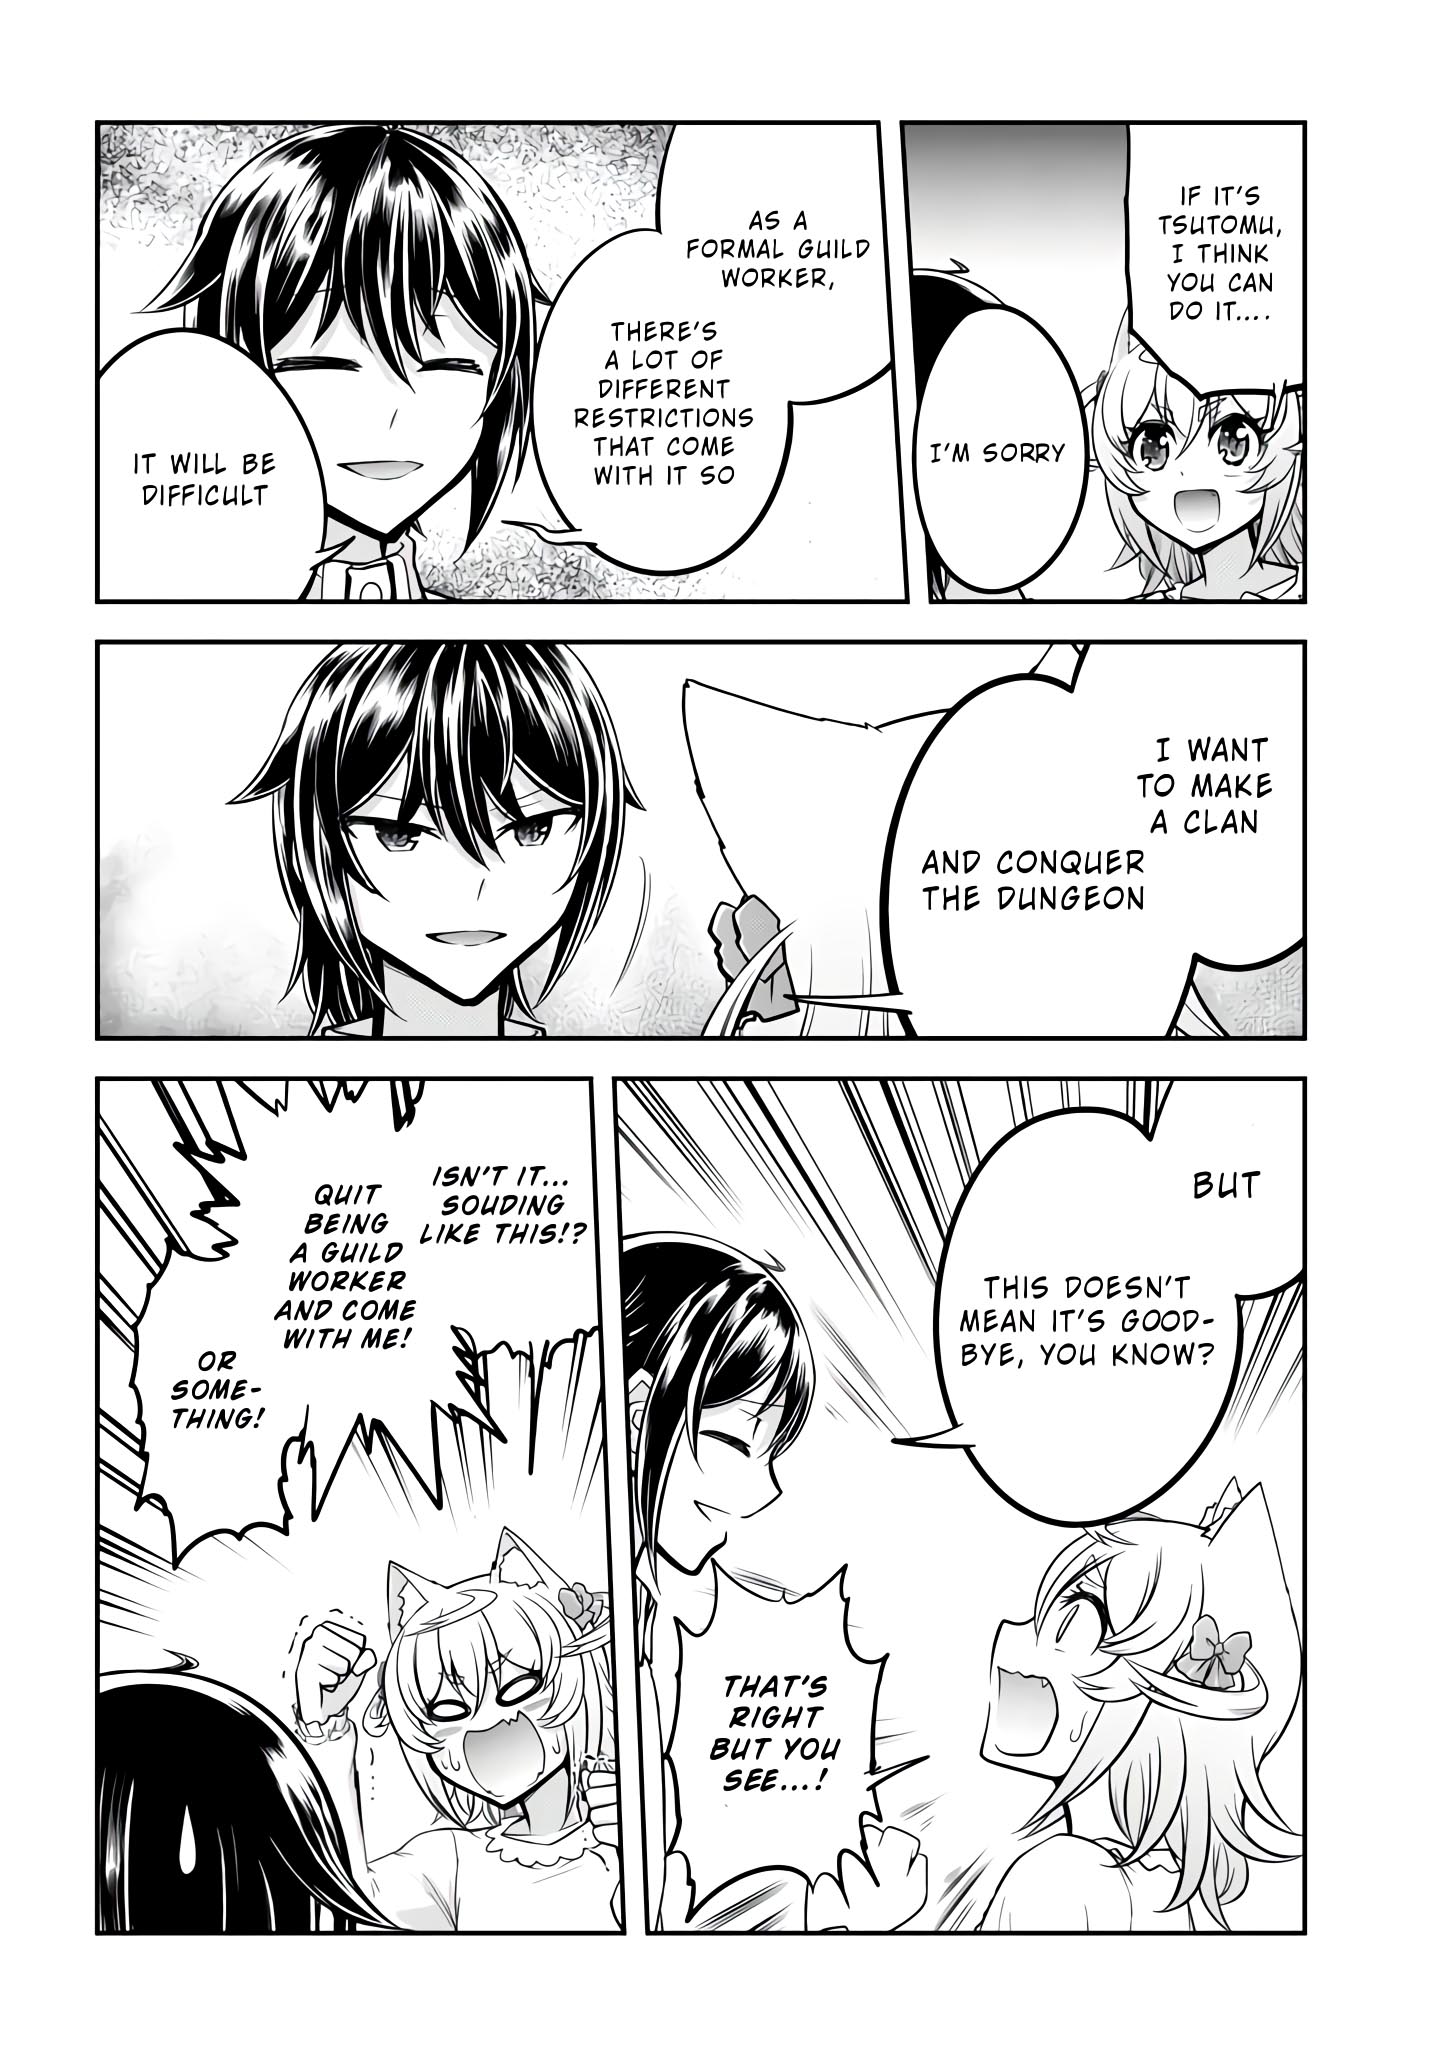 IF IT'S
TSUTOMU,
I THINK
YOU CAN
DO IT....
I'M SORRY
AS A
FORMAL GUILD
WORKER,
THERE'S
A LOT OF
DIFFERENT
RESTRICTIONS
THAT COME
WITH IT SO
IT WILL BE
DIFFICULT
I WANT
TO MAKE
A CLAN
AND CONQUER
THE DUNGEON
BUT
THIS DOESN'T
MEAN IT'S GOOD-
BYE, YOU KNOW?
THAT'S
RIGHT
BUT YOU
SEE...!
ISN'T IT...
SOUDING
LIKE THIS!?
QUIT
BEING
A GUILD
WORKER
AND COME
WITH ME!
OR
SOME-
THING!